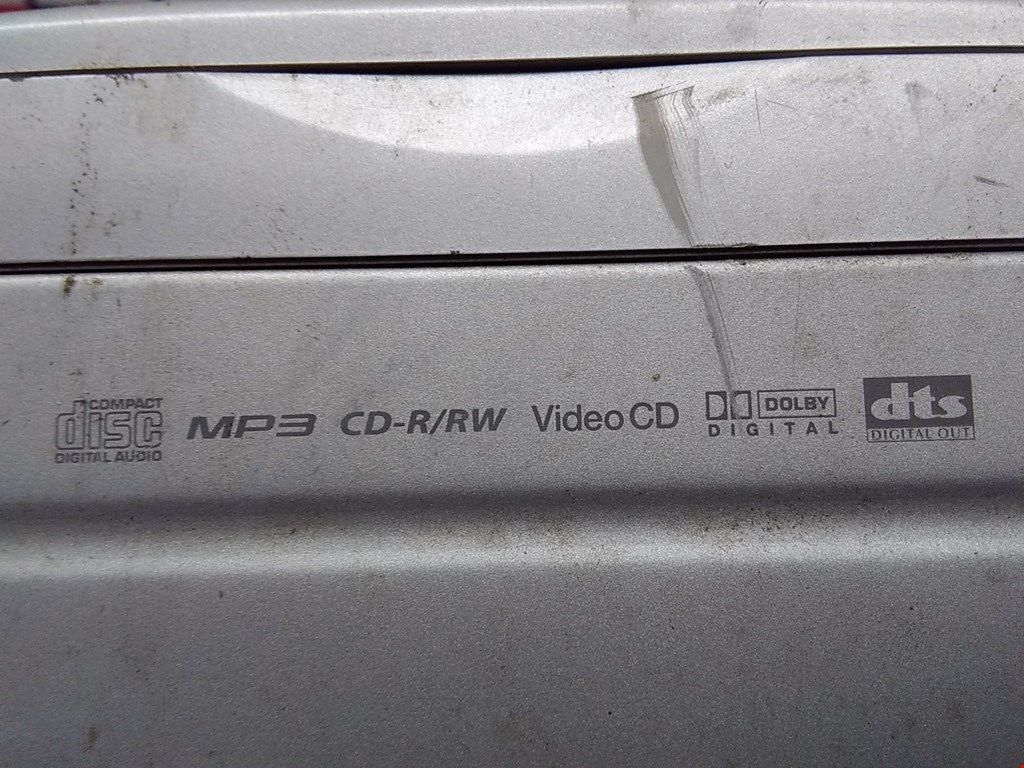 COMPACT
disc
DIGITAL AUDIO
MP3
CD-R/RW
Video CD
DOLBY
DIGITAL
dts
DIGITAL OUT